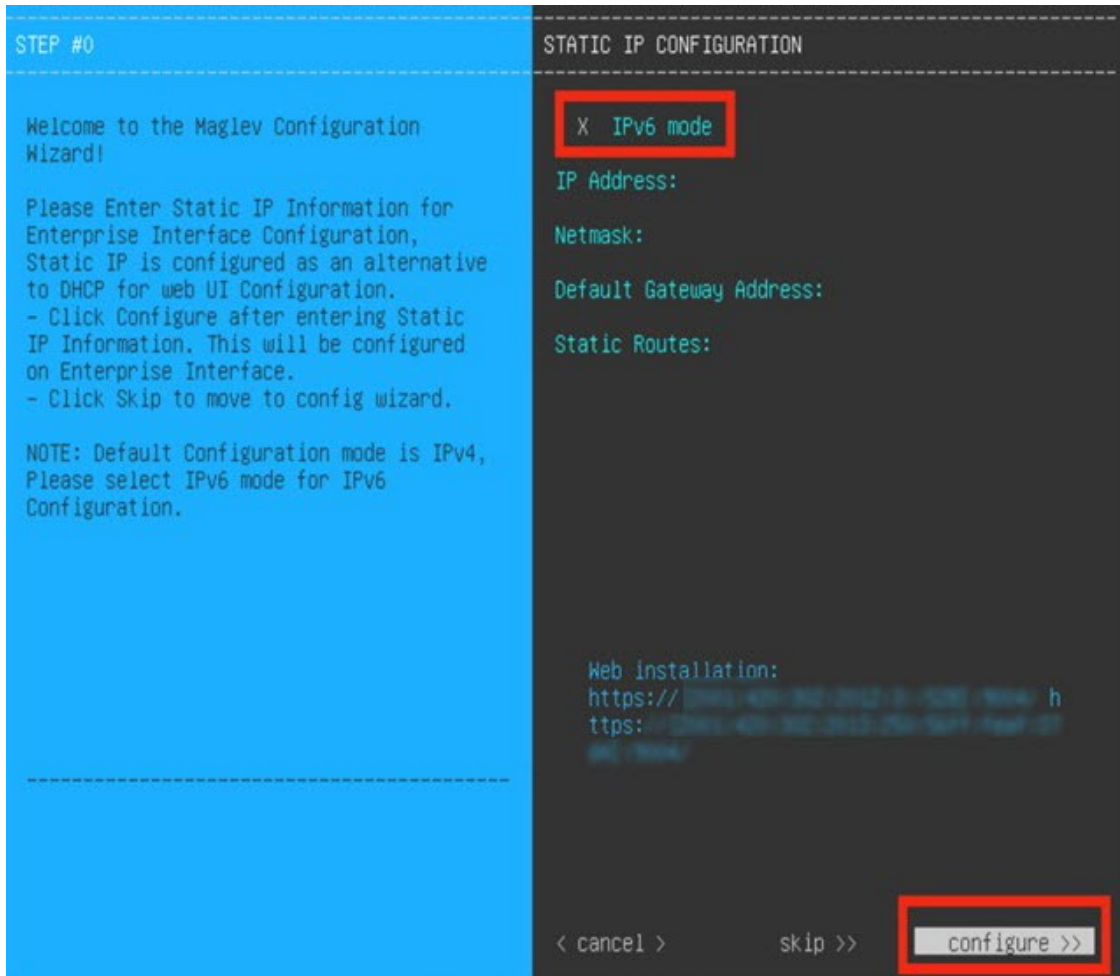 STEP #0
Welcome to the Maglev Configuration
Wizard!
Please Enter Static IP Information for
Enterprise Interface Configuration,
Static IP is configured as an alternative
to DHCP for web UI Configuration.
- Click Configure after entering Static
IP Information. This will be configured
on Enterprise Interface.
- Click Skip to move to config wizard.
NOTE: Default Configuration mode is IPv4,
Please select IPv6 mode for IPv6
Configuration.
STATIC IP CONFIGURATION
X IPv6 mode
IP Address:
Netmask:
Default Gateway Address:
Static Routes:
Web installation:
https:// h
ttps:
< cancel > skip >> configure >>